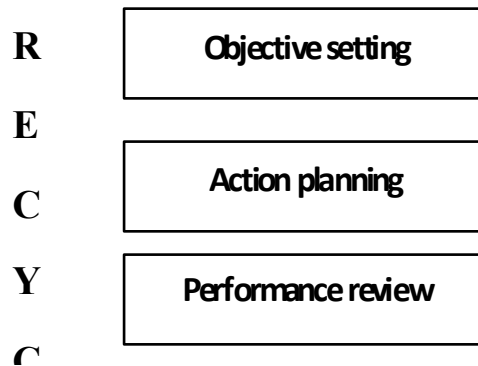 R
Objective setting
E
Action planning
C
Y
Performance review
C